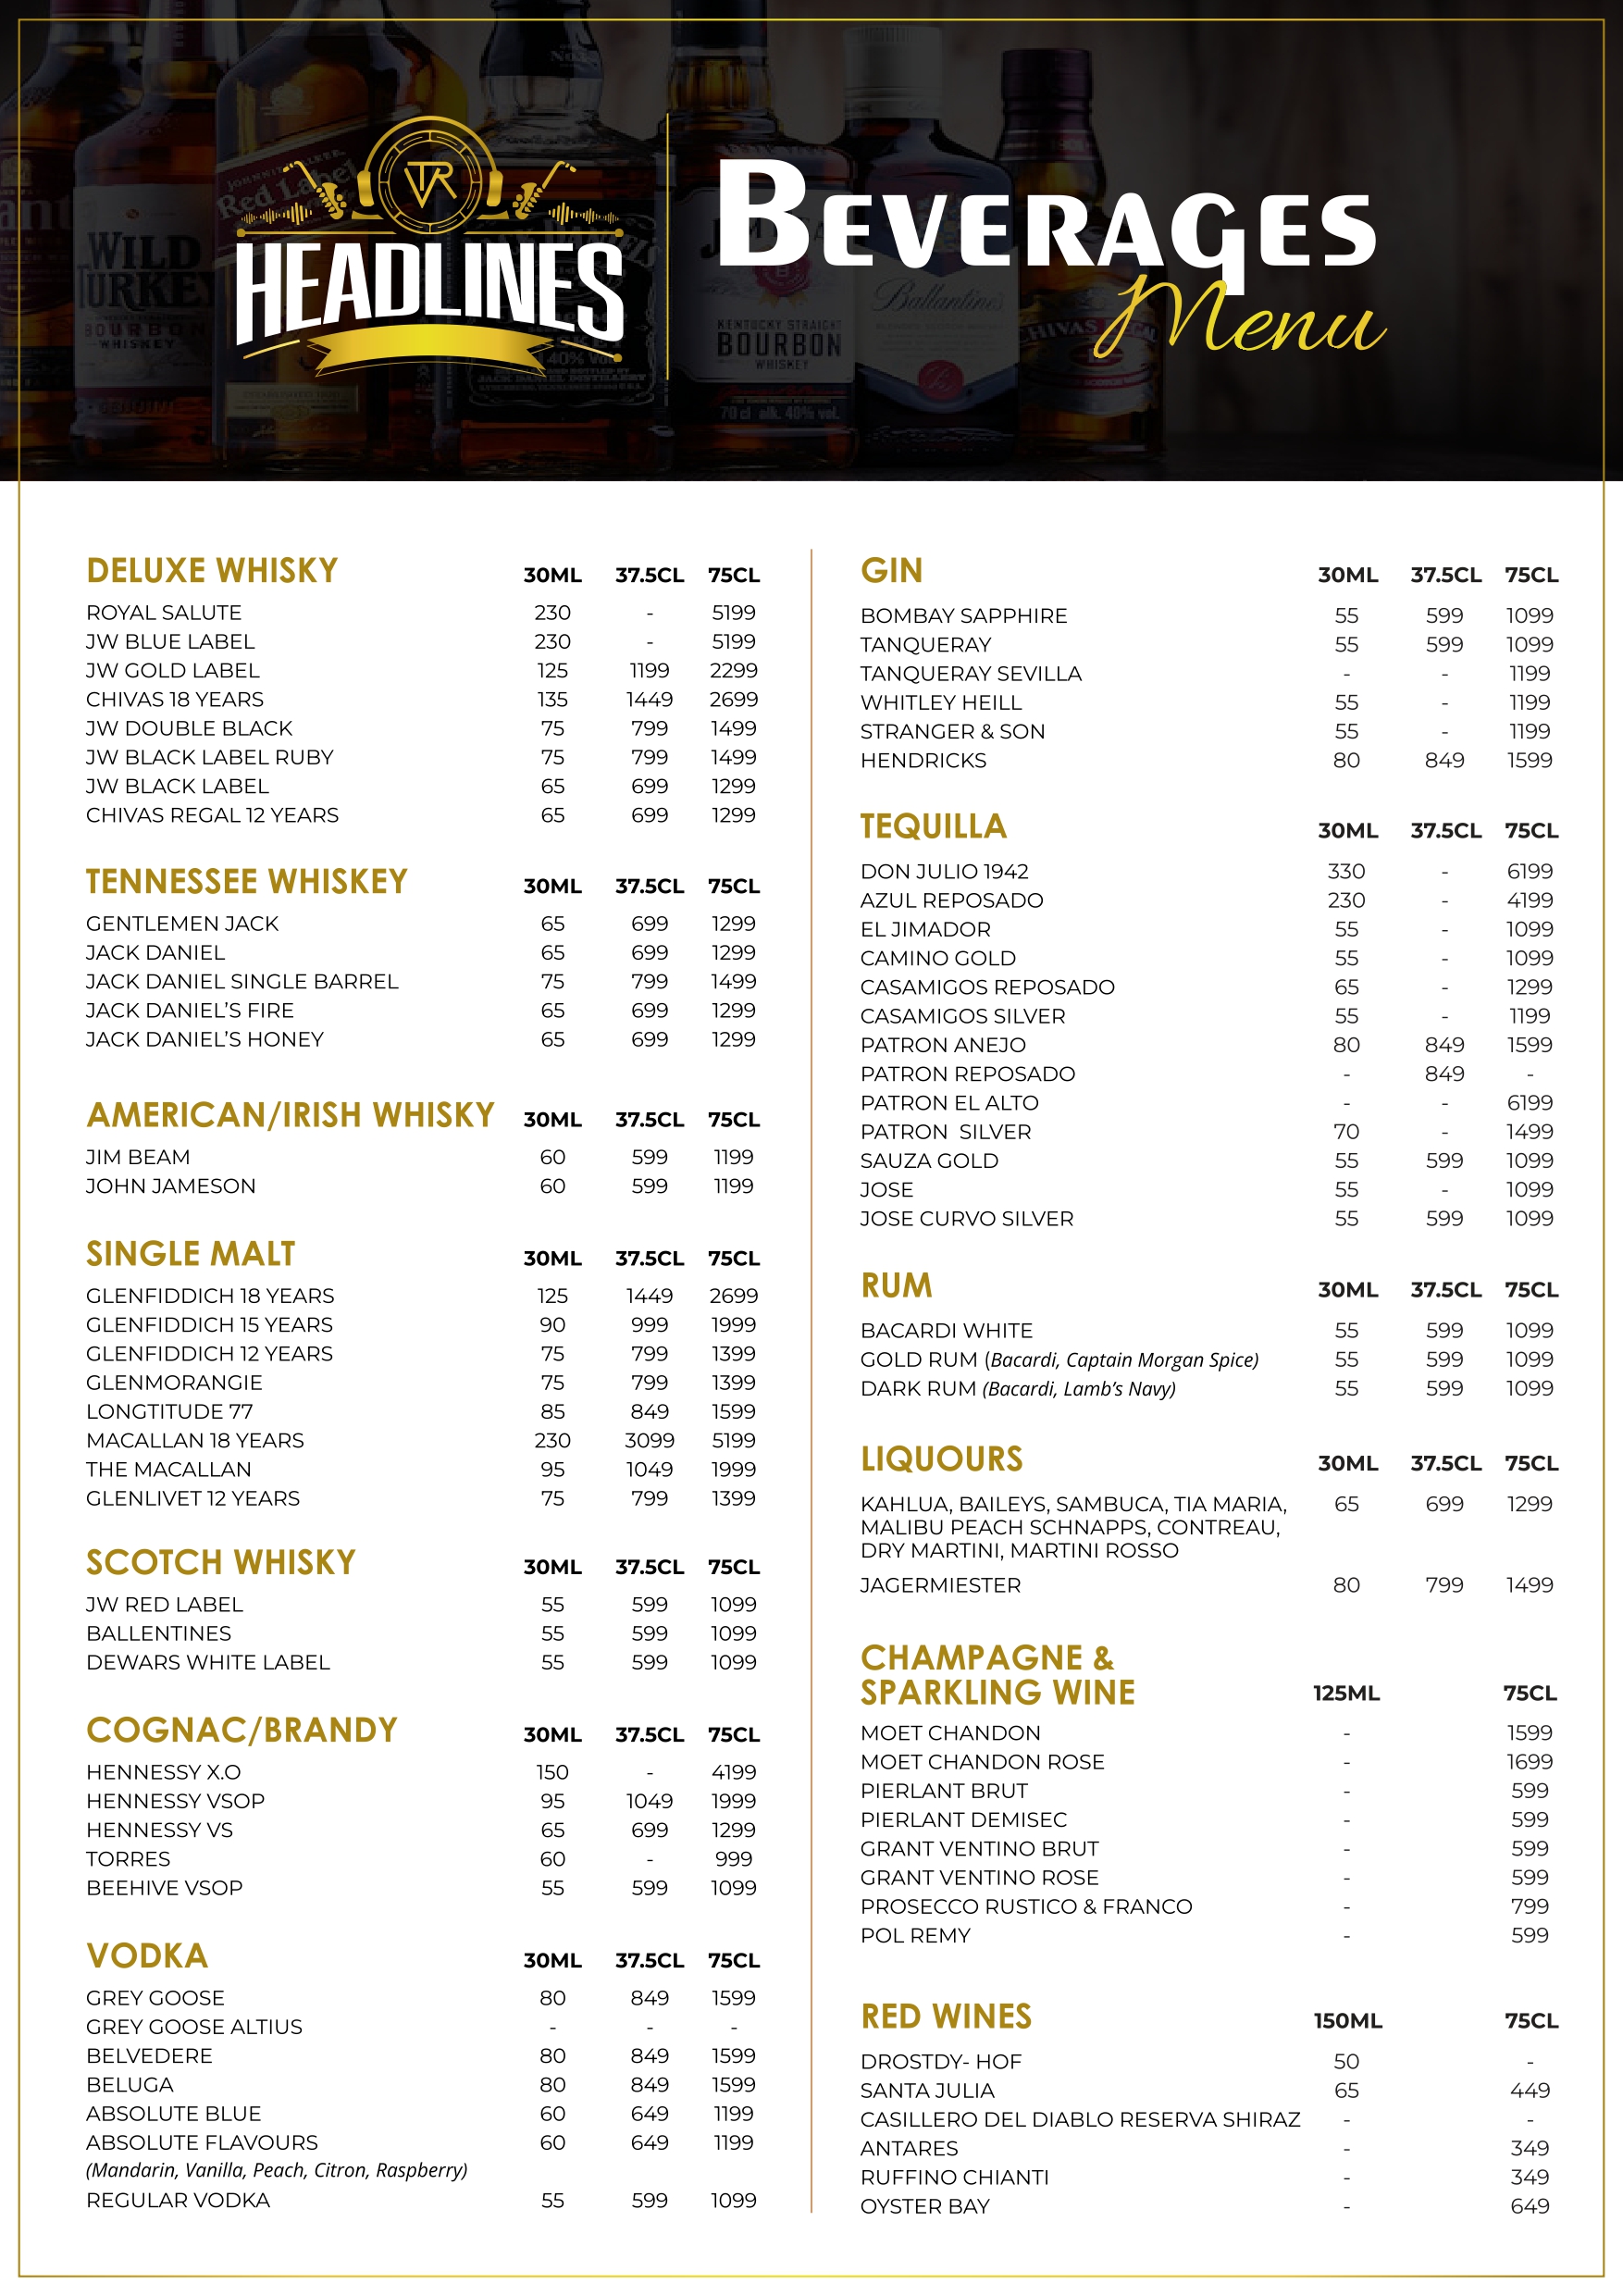 TVR
HEADLINES
BEVERAGES
Menu
WILD
TURKEY
BOURBON
WHISKEY
JOHNNIE WALKER
Red Label
KENTUCKY STRAIGHT
BOURBON
WHISKEY
70 cl alk. 40% vol.
Ballantine's
CHIVAS REGAL
DELUXE WHISKY 30ML 37.5CL 75CL
ROYAL SALUTE 230 - 5199
JW BLUE LABEL 230 - 5199
JW GOLD LABEL 125 1199 2299
CHIVAS 18 YEARS 135 1449 2699
JW DOUBLE BLACK 75 799 1499
JW BLACK LABEL RUBY 75 799 1499
JW BLACK LABEL 65 699 1299
CHIVAS REGAL 12 YEARS 65 699 1299
TENNESSEE WHISKEY 30ML 37.5CL 75CL
GENTLEMEN JACK 65 699 1299
JACK DANIEL 65 699 1299
JACK DANIEL SINGLE BARREL 75 799 1499
JACK DANIEL'S FIRE 65 699 1299
JACK DANIEL'S HONEY 65 699 1299
AMERICAN/IRISH WHISKY 30ML 37.5CL 75CL
JIM BEAM 60 599 1199
JOHN JAMESON 60 599 1199
SINGLE MALT 30ML 37.5CL 75CL
GLENFIDDICH 18 YEARS 125 1449 2699
GLENFIDDICH 15 YEARS 90 999 1999
GLENFIDDICH 12 YEARS 75 799 1399
GLENMORANGIE 75 799 1399
LONGTITUDE 77 85 849 1599
MACALLAN 18 YEARS 230 3099 5199
THE MACALLAN 95 1049 1999
GLENLIVET 12 YEARS 75 799 1399
SCOTCH WHISKY 30ML 37.5CL 75CL
JW RED LABEL 55 599 1099
BALLENTINES 55 599 1099
DEWARS WHITE LABEL 55 599 1099
COGNAC/BRANDY 30ML 37.5CL 75CL
HENNESSY X.O 150 - 4199
HENNESSY VSOP 95 1049 1999
HENNESSY VS 65 699 1299
TORRES 60 - 999
BEEHIVE VSOP 55 599 1099
VODKA 30ML 37.5CL 75CL
GREY GOOSE 80 849 1599
GREY GOOSE ALTIUS - - -
BELVEDERE 80 849 1599
BELUGA 80 849 1599
ABSOLUTE BLUE 60 649 1199
ABSOLUTE FLAVOURS 60 649 1199
(Mandarin, Vanilla, Peach, Citron, Raspberry)
REGULAR VODKA 55 599 1099
GIN 30ML 37.5CL 75CL
BOMBAY SAPPHIRE 55 599 1099
TANQUERAY 55 599 1099
TANQUERAY SEVILLA - - 1199
WHITLEY HEILL 55 - 1199
STRANGER & SON 55 - 1199
HENDRICKS 80 849 1599
TEQUILLA 30ML 37.5CL 75CL
DON JULIO 1942 330 - 6199
AZUL REPOSADO 230 - 4199
EL JIMADOR 55 - 1099
CAMINO GOLD 55 - 1099
CASAMIGOS REPOSADO 65 - 1299
CASAMIGOS SILVER 55 - 1199
PATRON ANEJO 80 849 1599
PATRON REPOSADO - 849 -
PATRON EL ALTO - - 6199
PATRON SILVER 70 - 1499
SAUZA GOLD 55 599 1099
JOSE 55 - 1099
JOSE CURVO SILVER 55 599 1099
RUM 30ML 37.5CL 75CL
BACARDI WHITE 55 599 1099
GOLD RUM (Bacardi, Captain Morgan Spice) 55 599 1099
DARK RUM (Bacardi, Lamb's Navy) 55 599 1099
LIQUOURS 30ML 37.5CL 75CL
KAHLUA, BAILEYS, SAMBUCA, TIA MARIA, 65 699 1299
MALIBU PEACH SCHNAPPS, CONTREAU,
DRY MARTINI, MARTINI ROSSO
JAGERMIESTER 80 799 1499
CHAMPAGNE &
SPARKLING WINE 125ML 75CL
MOET CHANDON - 1599
MOET CHANDON ROSE - 1699
PIERLANT BRUT - 599
PIERLANT DEMISEC - 599
GRANT VENTINO BRUT - 599
GRANT VENTINO ROSE - 599
PROSECCO RUSTICO & FRANCO - 799
POL REMY - 599
RED WINES 150ML 75CL
DROSTDY- HOF 50 -
SANTA JULIA 65 449
CASILLERO DEL DIABLO RESERVA SHIRAZ - -
ANTARES - 349
RUFFINO CHIANTI - 349
OYSTER BAY - 649